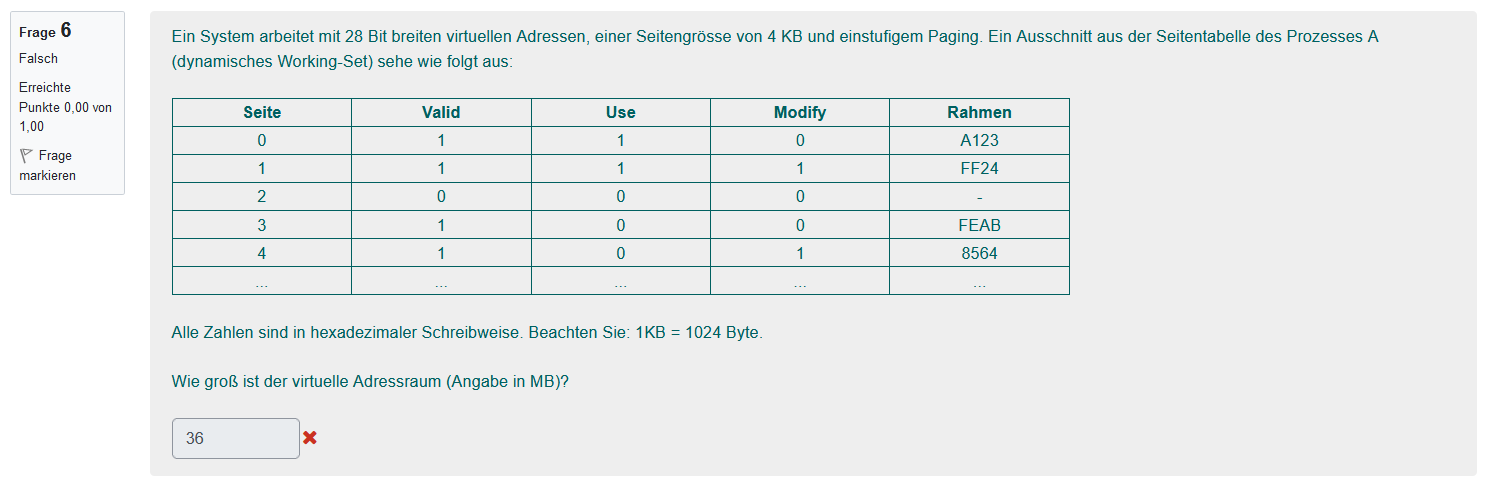 Frage 6
Falsch
Erreichte
Punkte 0,00 von
1,00
Frage
markieren
Ein System arbeitet mit 28 Bit breiten virtuellen Adressen, einer Seitengrösse von 4 KB und einstufigem Paging. Ein Ausschnitt aus der Seitentabelle des Prozesses A
(dynamisches Working-Set) sehe wie folgt aus:
Seite Valid Use Modify Rahmen
0 1 1 0 A123
1 1 1 1 FF24
2 0 0 0 -
3 1 0 0 FEAB
4 1 0 1 8564
... ... ... ... ...
Alle Zahlen sind in hexadezimaler Schreibweise. Beachten Sie: 1KB = 1024 Byte.
Wie groß ist der virtuelle Adressraum (Angabe in MB)?
36